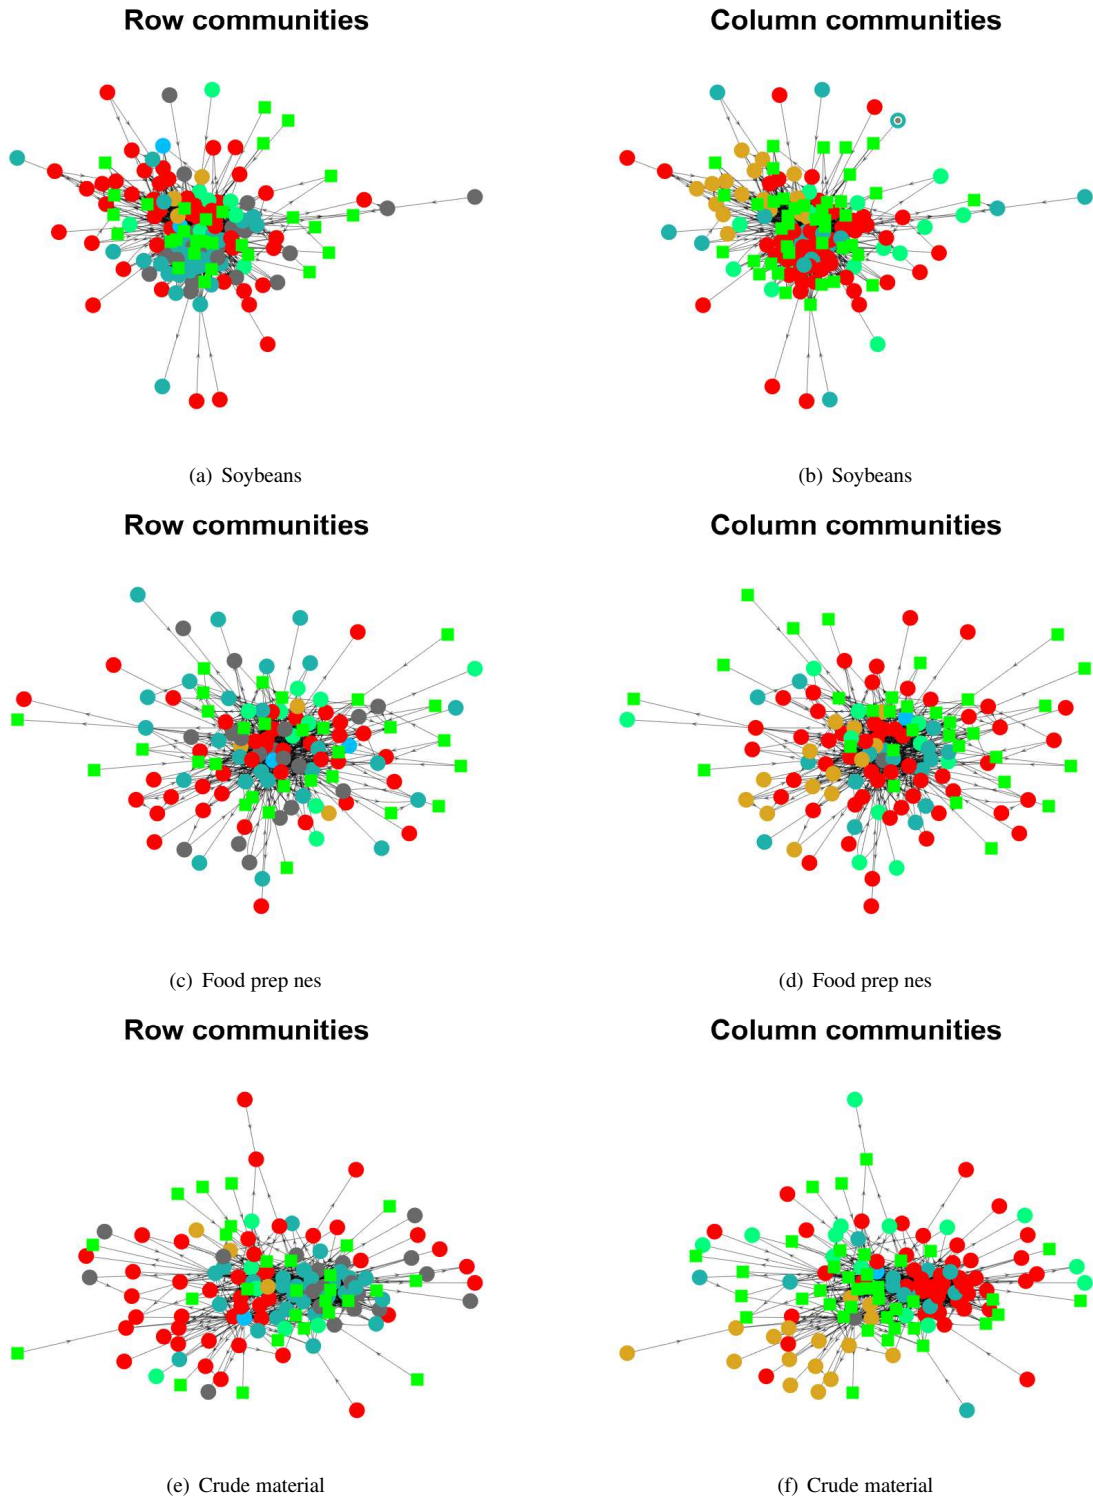 Row communities
Column communities
(a) Soybeans
(b) Soybeans
Row communities
Column communities
(c) Food prep nes
(d) Food prep nes
Row communities
Column communities
(e) Crude material
(f) Crude material